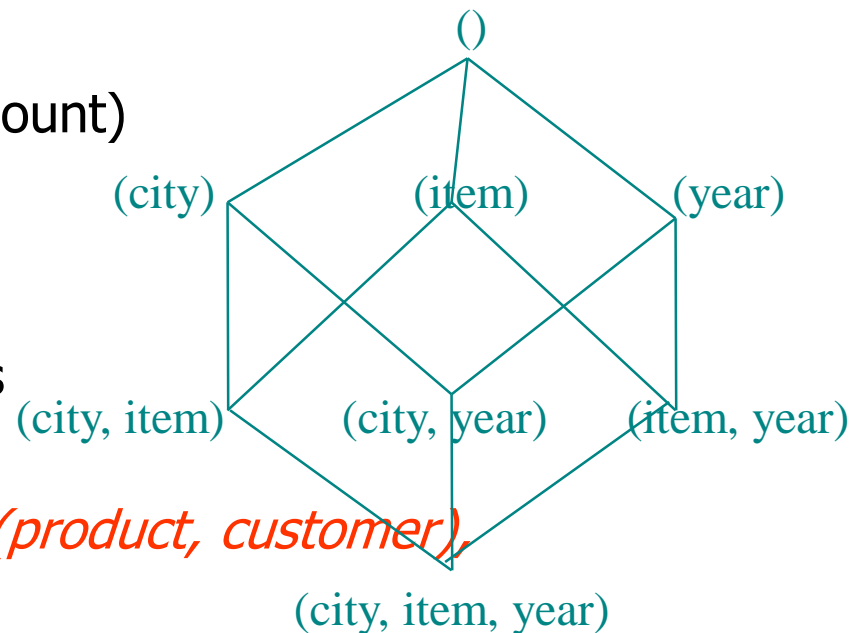 ()
ount)
(city) (item) (year)
s
(city, item) (city, year) (item, year)
(product, customer),
(city, item, year)